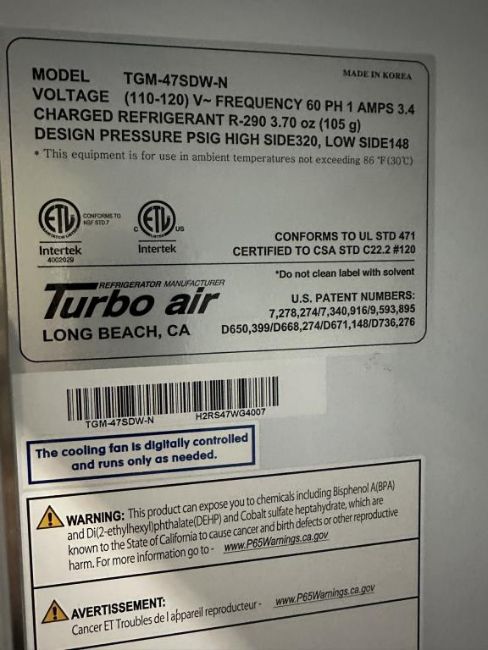 MODEL TGM-47SDW-N MADE IN KOREA
VOLTAGE (110-120) V~ FREQUENCY 60 PH 1 AMPS 3.4
CHARGED REFRIGERANT R-290 3.70 oz (105 g)
DESIGN PRESSURE PSIG HIGH SIDE320, LOW SIDE148
* This equipment is for use in ambient temperatures not exceeding 86 °F(30℃)
ETL CONFORMS TO
NSF STD.7
C ETL US
Intertek
4002029
Intertek
CONFORMS TO UL STD 471
CERTIFIED TO CSA STD C22.2 #120
*Do not clean label with solvent
REFRIGERATOR MANUFACTURER
Turbo air
LONG BEACH, CA
U.S. PATENT NUMBERS:
7,278,274/7,340,916/9,593,895
D650,399/D668,274/D671,148/D736,276
TGM-47SDW-N H2RS47WG4007
The cooling fan is digitally controlled
and runs only as needed.
WARNING: This product can expose you to chemicals including Bisphenol A(BPA)
and Di(2-ethylhexyl)phthalate(DEHP) and Cobalt sulfate heptahydrate, which are
known to the State of California to cause cancer and birth defects or other reproductive
harm. For more information go to - www.P65Warnings.ca.gov
AVERTISSEMENT:
Cancer ET Troubles de l àppareil reproducteur - www.P65Warnings.ca.gov